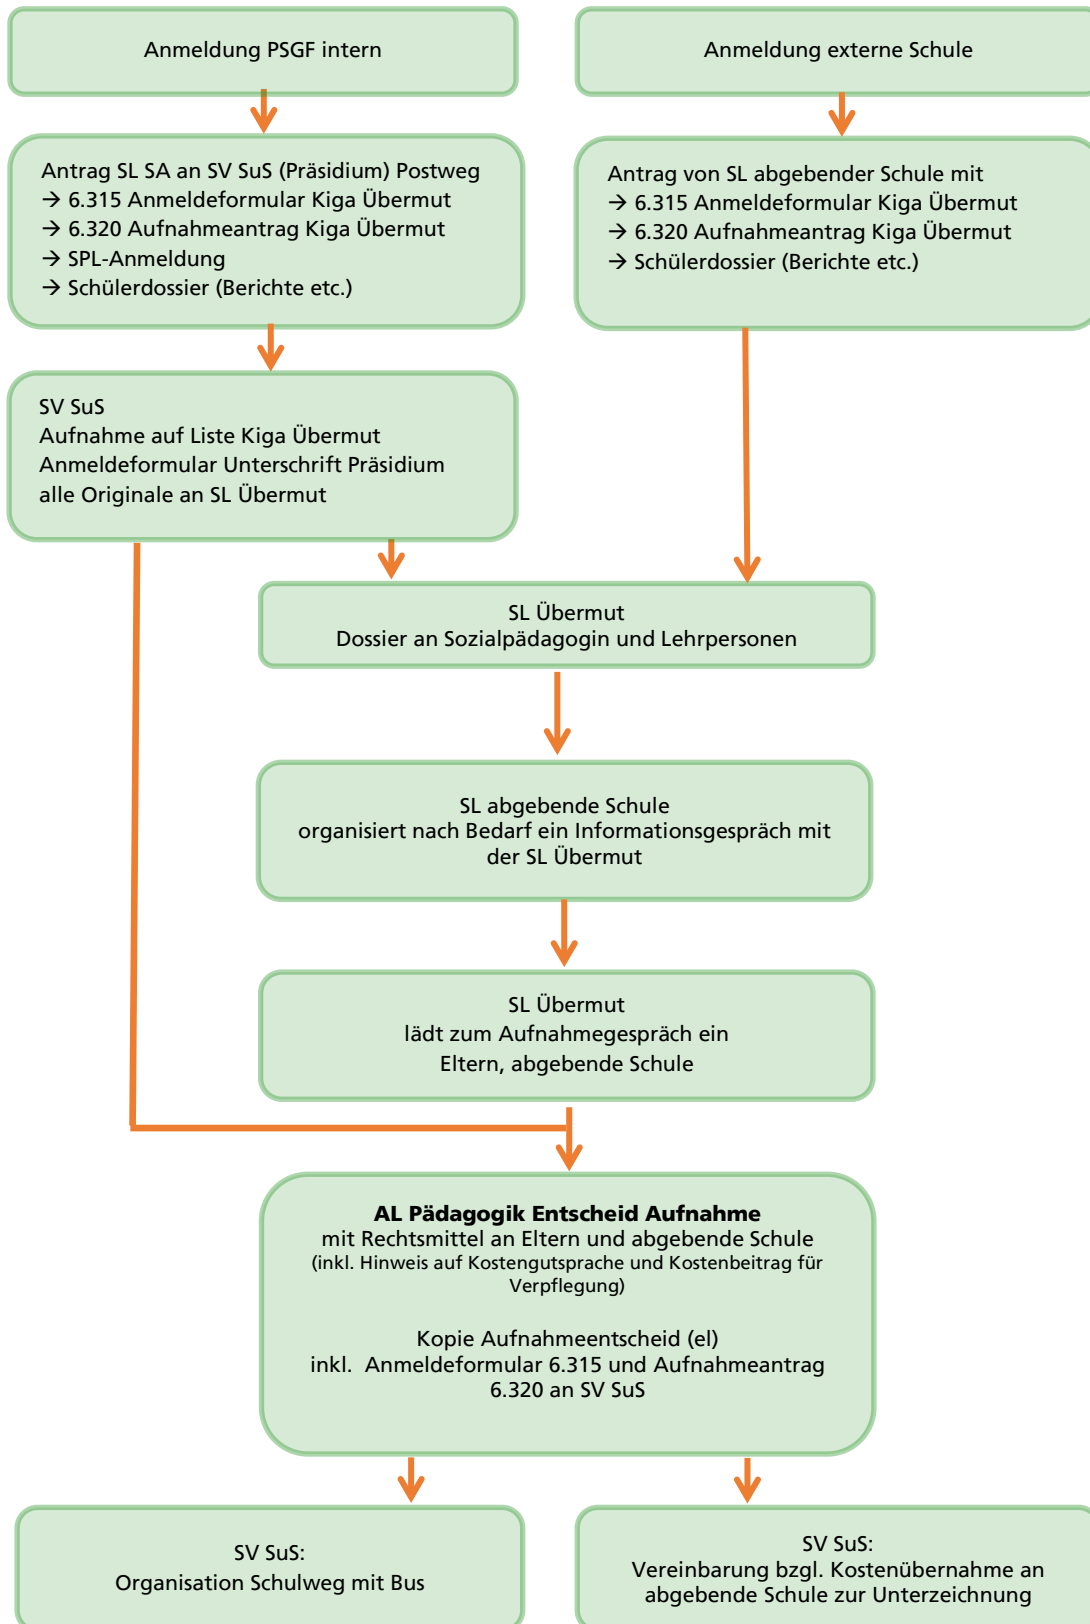 Anmeldung PSGF intern
Anmeldung externe Schule
Antrag SL SA an SV SuS (Präsidium) Postweg
→ 6.315 Anmeldeformular Kiga Übermut
→ 6.320 Aufnahmeantrag Kiga Übermut
→ SPL-Anmeldung
→ Schülerdossier (Berichte etc.)
Antrag von SL abgebender Schule mit
→ 6.315 Anmeldeformular Kiga Übermut
→ 6.320 Aufnahmeantrag Kiga Übermut
→ Schülerdossier (Berichte etc.)
SV SuS
Aufnahme auf Liste Kiga Übermut
Anmeldeformular Unterschrift Präsidium
alle Originale an SL Übermut
SL Übermut
Dossier an Sozialpädagogin und Lehrpersonen
SL abgebende Schule
organisiert nach Bedarf ein Informationsgespräch mit
der SL Übermut
SL Übermut
lädt zum Aufnahmegespräch ein
Eltern, abgebende Schule
AL Pädagogik Entscheid Aufnahme
mit Rechtsmittel an Eltern und abgebende Schule
(inkl. Hinweis auf Kostengutsprache und Kostenbeitrag für
Verpflegung)
Kopie Aufnahmeentscheid (el)
inkl. Anmeldeformular 6.315 und Aufnahmeantrag
6.320 an SV SuS
SV SuS:
Organisation Schulweg mit Bus
SV SuS:
Vereinbarung bzgl. Kostenübernahme an
abgebende Schule zur Unterzeichnung